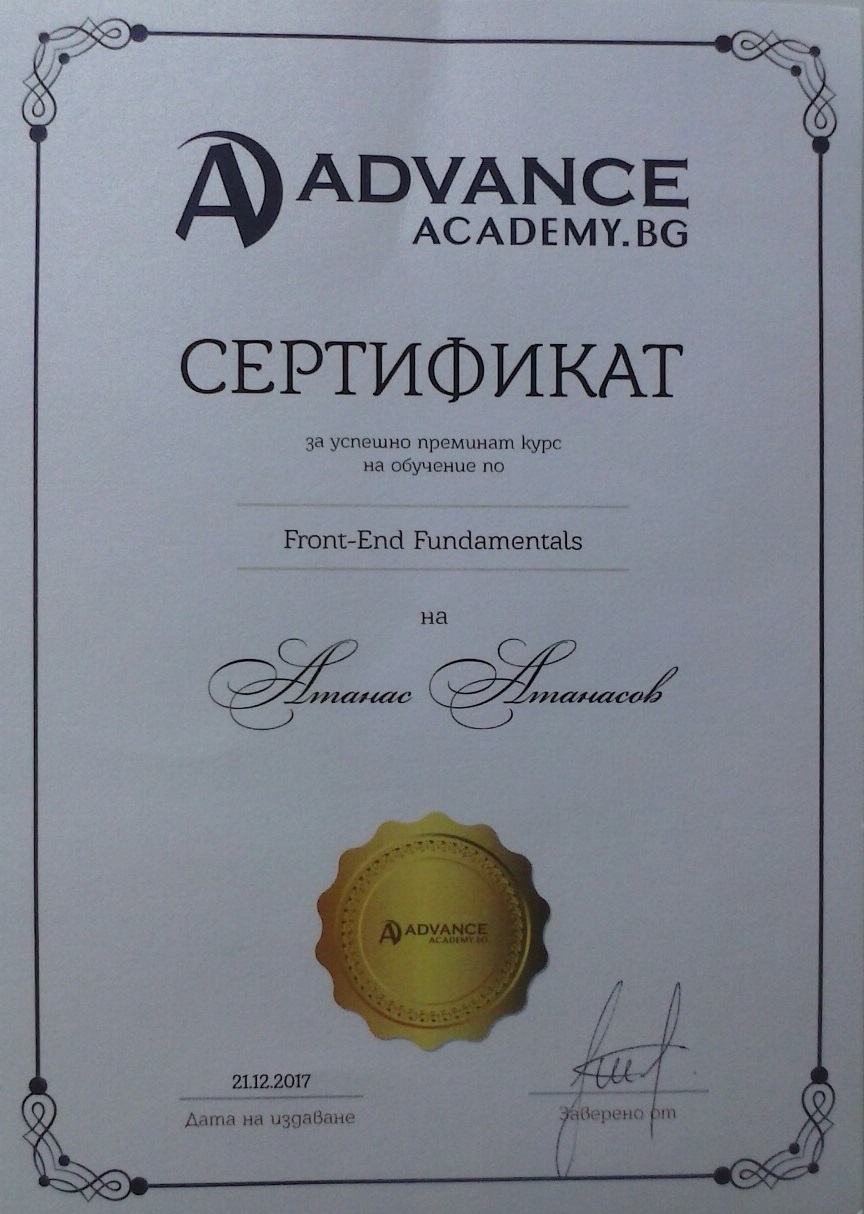 ADVANCE
ACADEMY.BG
СЕРТИФИКАТ
за успешно преминат курс
на обучение по
Front-End Fundamentals
на
Атанас Атанасов
ADVANCE
ACADEMY.BG
21.12.2017
Дата на издаване
Заверено от